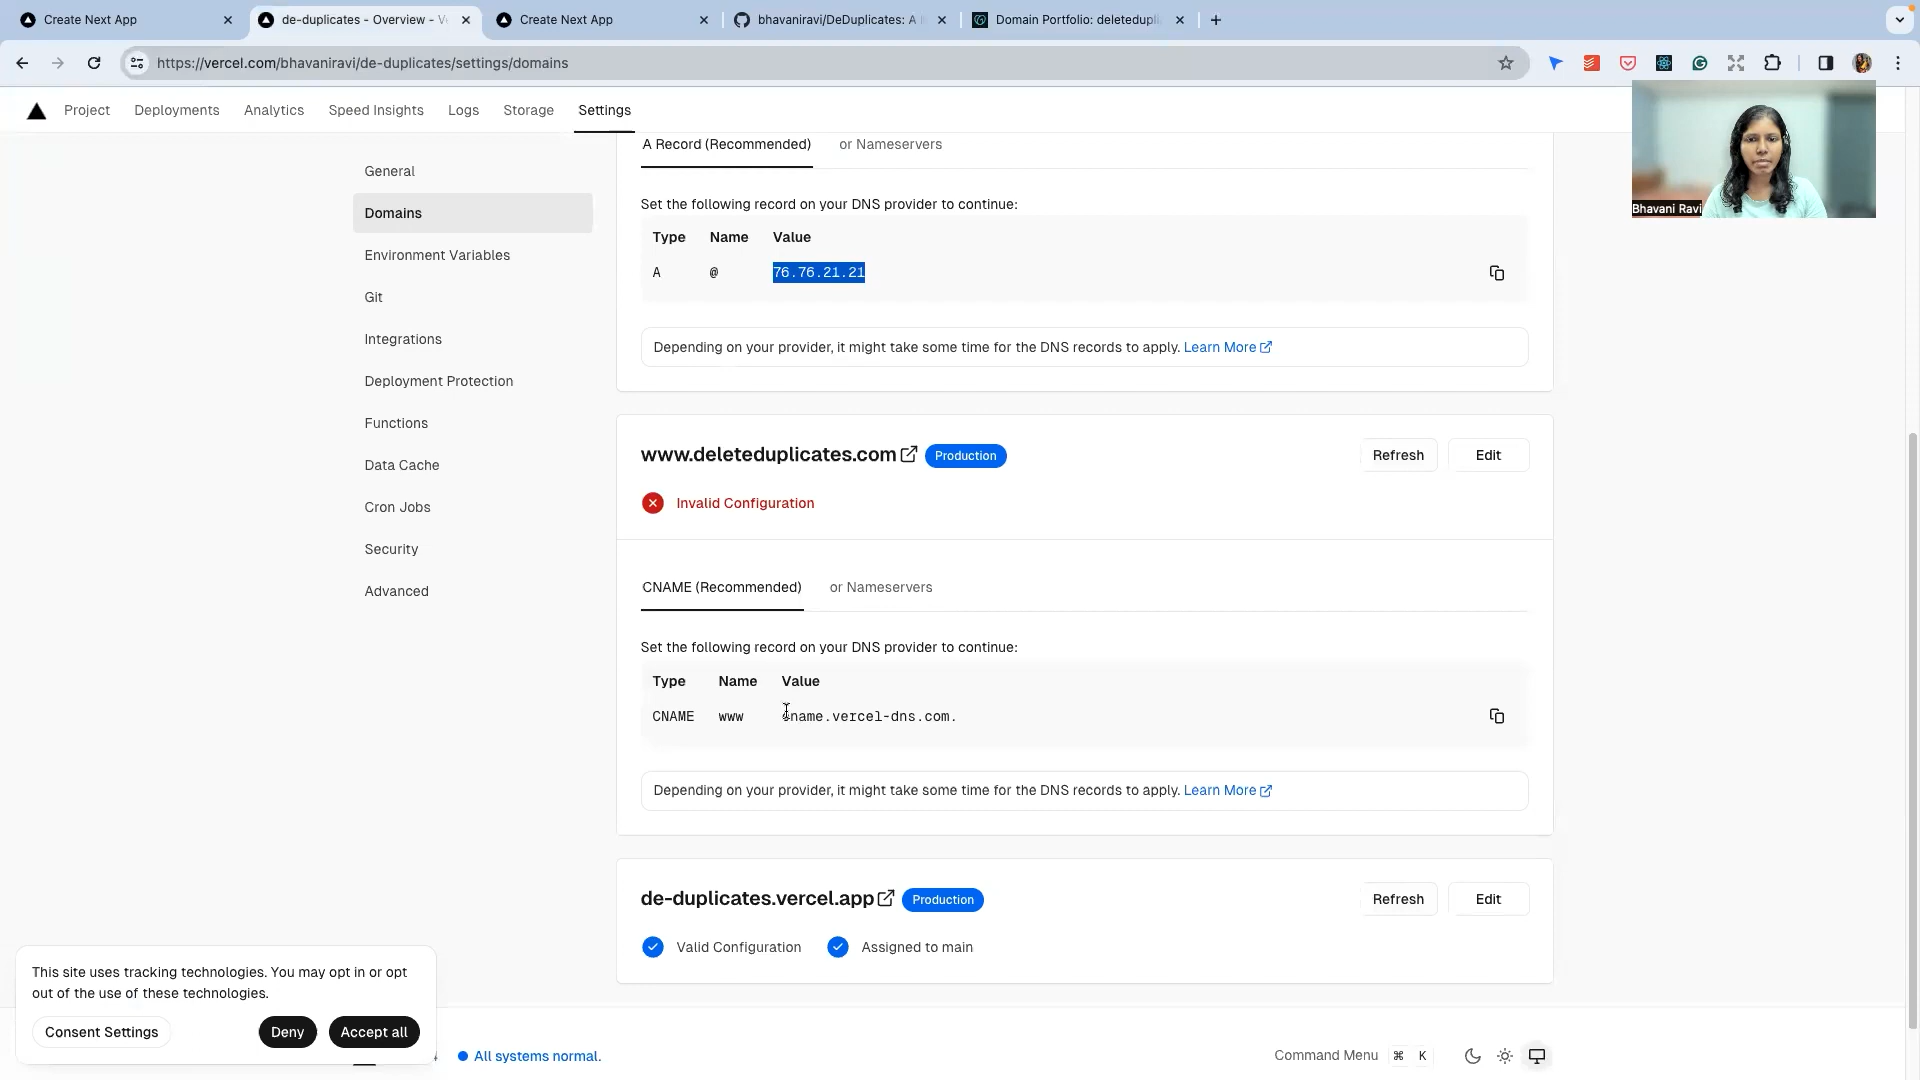 Create Next App
de-duplicates - Overview - V
Create Next App
bhavaniravi/DeDuplicates: A
Domain Portfolio: deletedupli
https://vercel.com/bhavaniravi/de-duplicates/settings/domains
Project
Deployments
Analytics
Speed Insights
Logs
Storage
Settings
Bhavani Ravi
General
Domains
Environment Variables
Git
Integrations
Deployment Protection
Functions
Data Cache
Cron Jobs
Security
Advanced
A Record (Recommended)
or Nameservers
Set the following record on your DNS provider to continue:
Type Name Value
A @ 76.76.21.21
Depending on your provider, it might take some time for the DNS records to apply. Learn More
www.deleteduplicates.com Production
Refresh
Edit
Invalid Configuration
CNAME (Recommended)
or Nameservers
Set the following record on your DNS provider to continue:
Type Name Value
CNAME www cname.vercel-dns.com.
Depending on your provider, it might take some time for the DNS records to apply. Learn More
de-duplicates.vercel.app Production
Refresh
Edit
Valid Configuration
Assigned to main
This site uses tracking technologies. You may opt in or opt
out of the use of these technologies.
Consent Settings
Deny
Accept all
All systems normal.
Command Menu ⌘ K